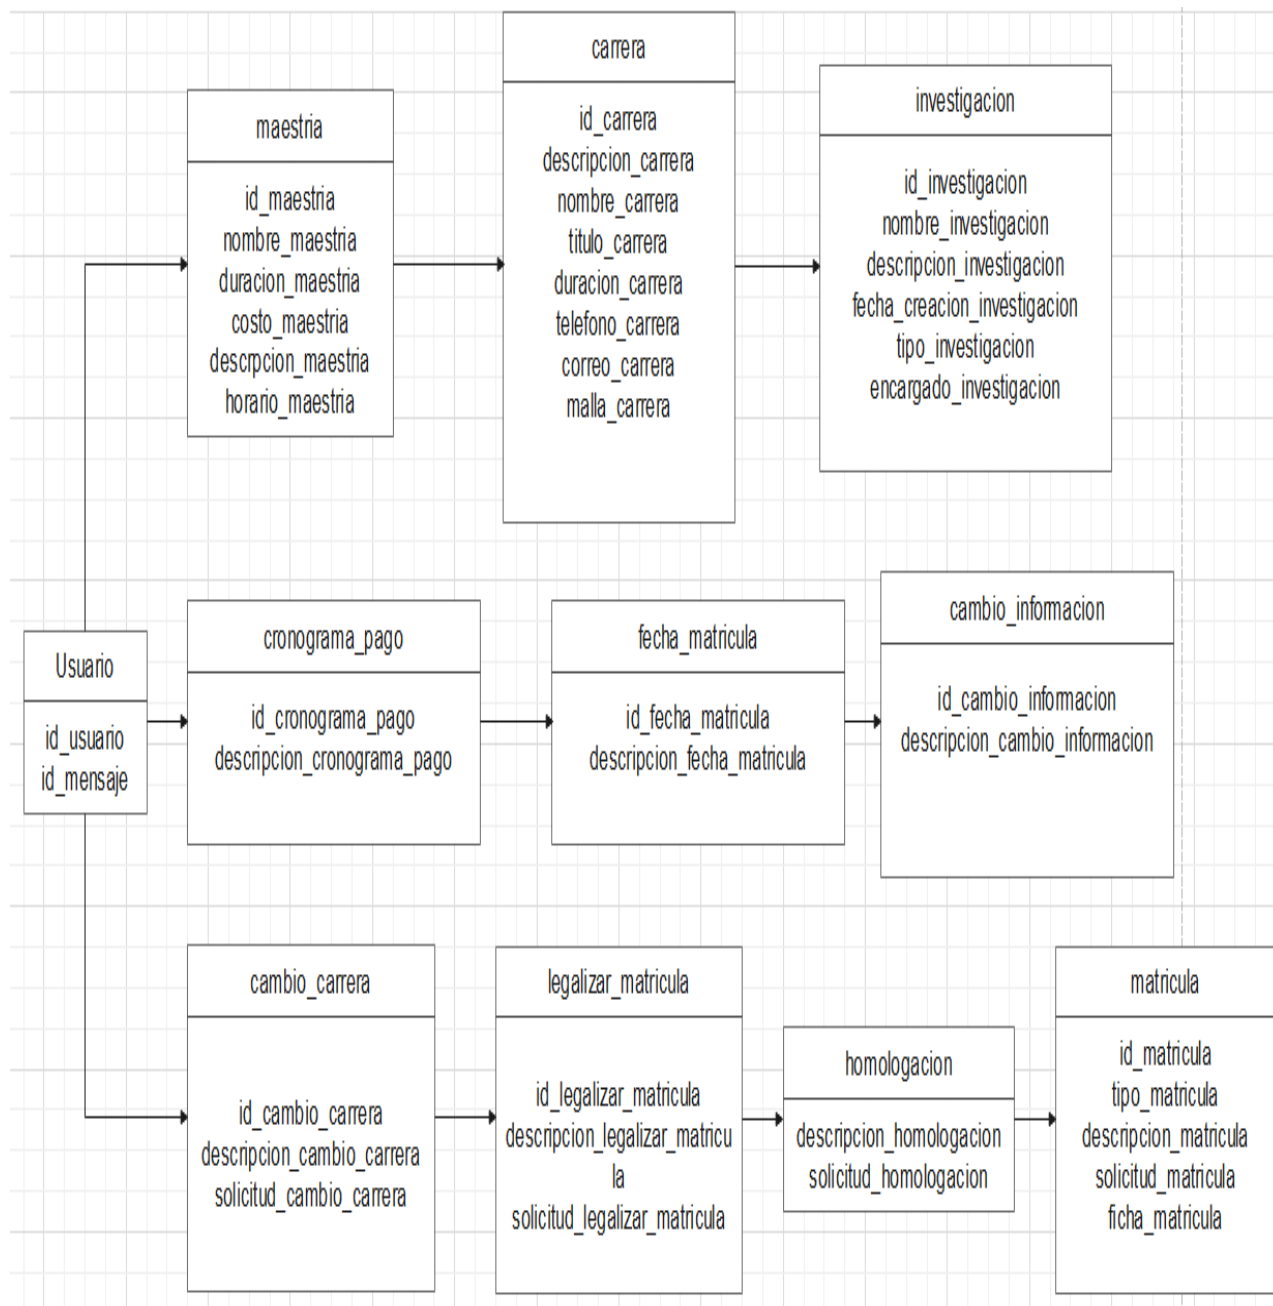 carrera
id_carrera
descripcion_carrera
nombre_carrera
titulo_carrera
duracion_carrera
telefono_carrera
correo_carrera
malla_carrera
investigacion
id_investigacion
nombre_investigacion
descripcion_investigacion
fecha_creacion_investigacion
tipo_investigacion
encargado_investigacion
maestria
id_maestria
nombre_maestria
duracion_maestria
costo_maestria
descrpcion_maestria
horario_maestria
Usuario
id_usuario
id_mensaje
cronograma_pago
id_cronograma_pago
descripcion_cronograma_pago
fecha_matricula
id_fecha_matricula
descripcion_fecha_matricula
cambio_informacion
id_cambio_informacion
descripcion_cambio_informacion
cambio_carrera
id_cambio_carrera
descripcion_cambio_carrera
solicitud_cambio_carrera
legalizar_matricula
id_legalizar_matricula
descripcion_legalizar_matricu
la
solicitud_legalizar_matricula
homologacion
descripcion_homologacion
solicitud_homologacion
matricula
id_matricula
tipo_matricula
descripcion_matricula
solicitud_matricula
ficha_matricula